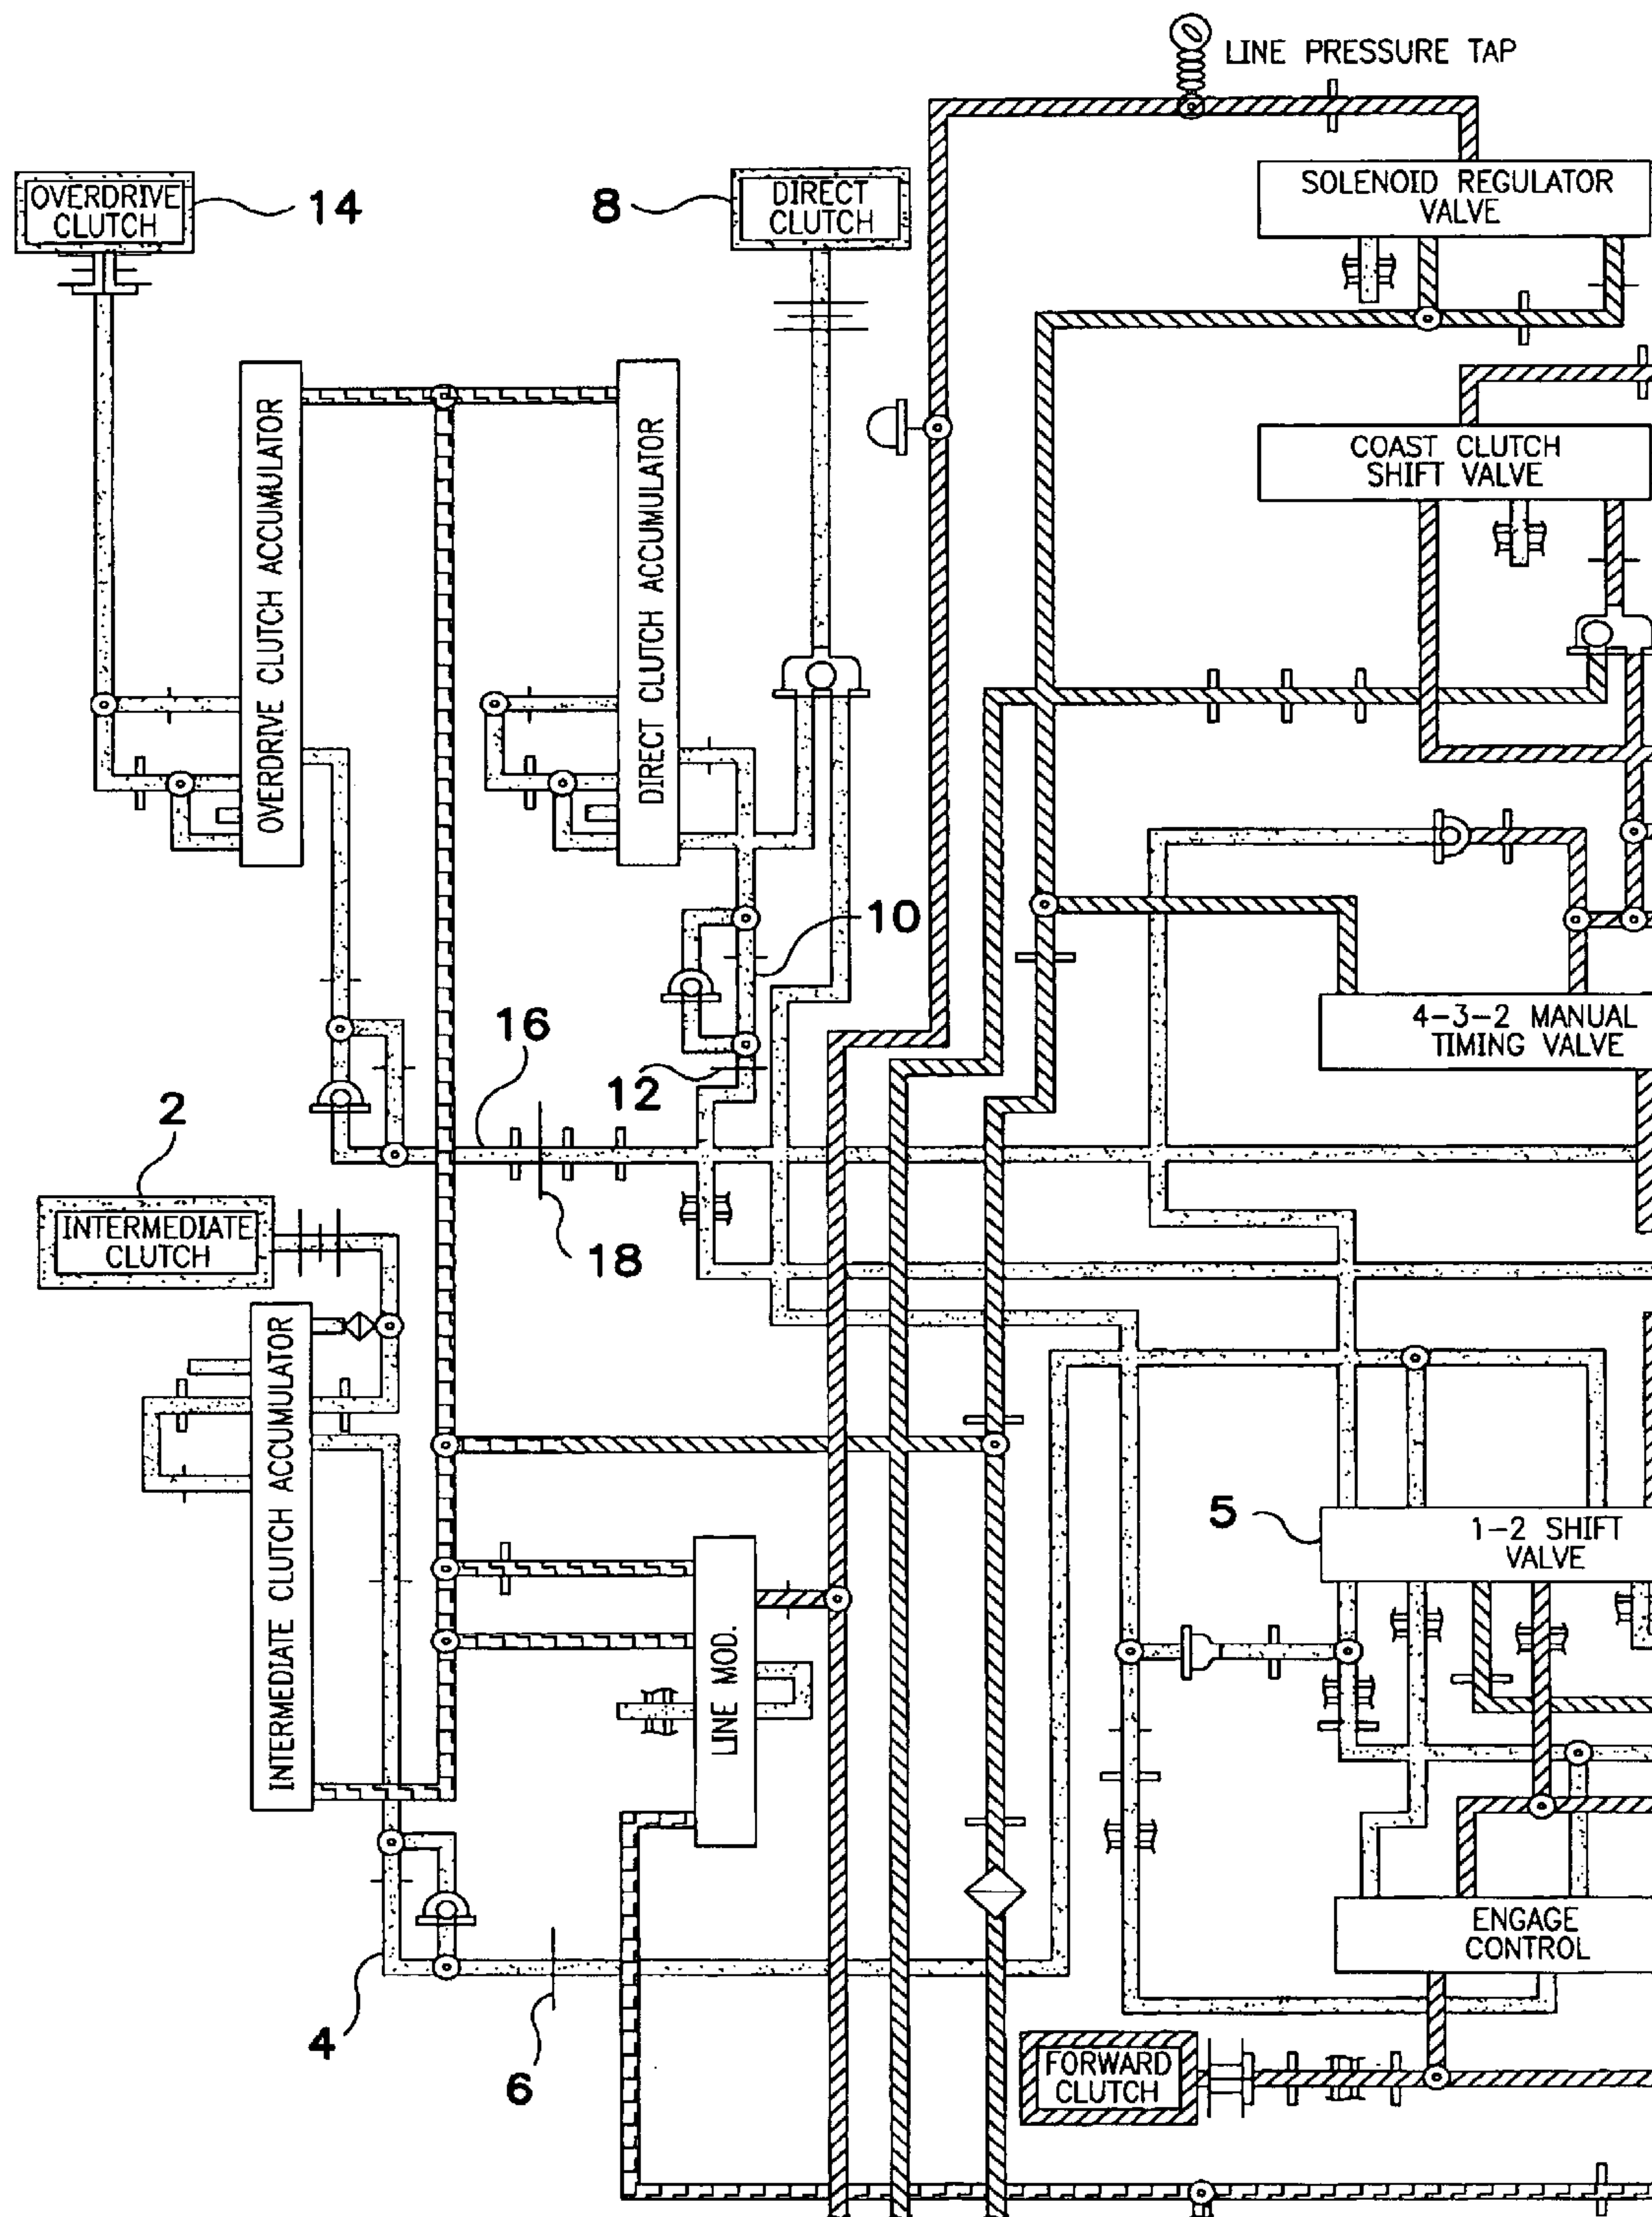 LINE PRESSURE TAP
OVERDRIVE
CLUTCH
14
8
DIRECT
CLUTCH
SOLENOID REGULATOR
VALVE
OVERDRIVE CLUTCH ACCUMULATOR
DIRECT CLUTCH ACCUMULATOR
COAST CLUTCH
SHIFT VALVE
10
16
12
4-3-2 MANUAL
TIMING VALVE
2
INTERMEDIATE
CLUTCH
18
INTERMEDIATE CLUTCH ACCUMULATOR
5
1-2 SHIFT
VALVE
LINE MOD.
ENGAGE
CONTROL
4
6
FORWARD
CLUTCH